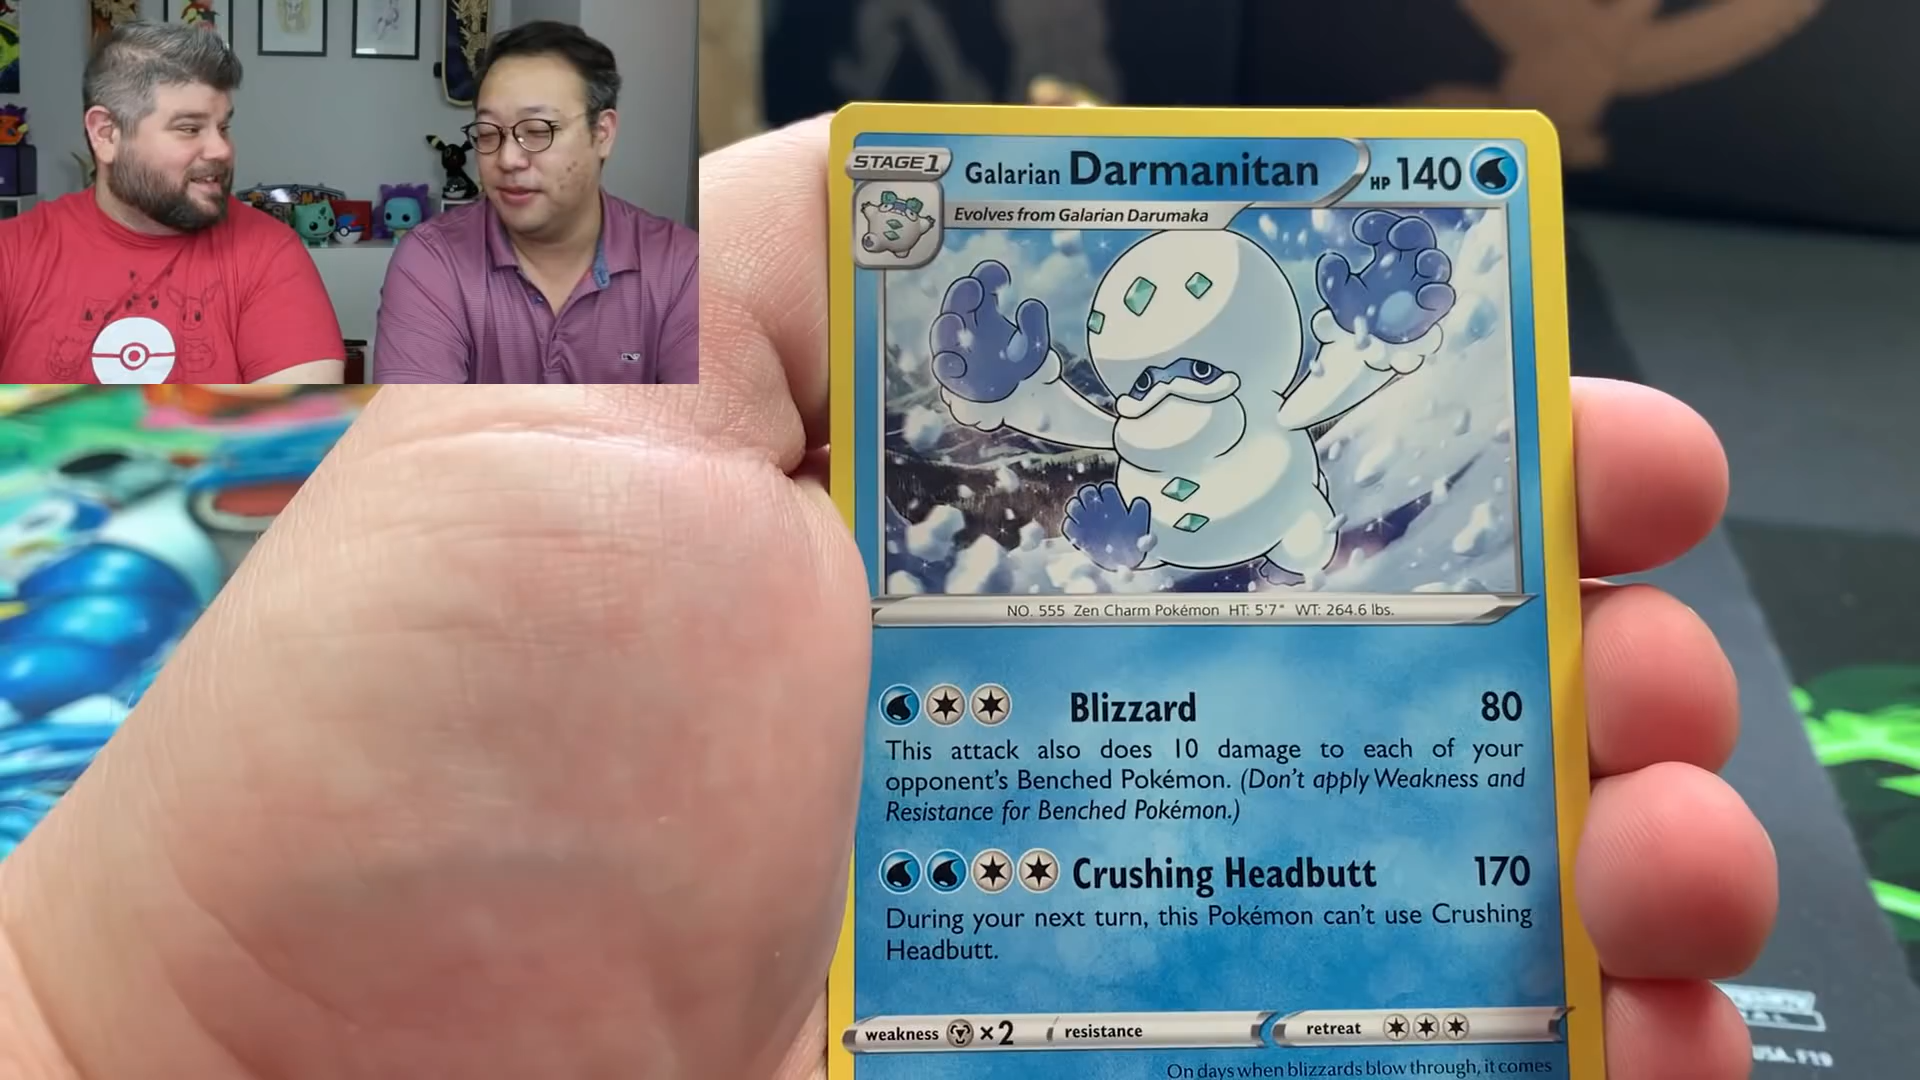 STAGE 1
Galarian Darmanitan HP 140
Evolves from Galarian Darumaka
NO. 555 Zen Charm Pokémon HT: 5'7" WT: 264.6 lbs.
Blizzard 80
This attack also does 10 damage to each of your
opponent's Benched Pokémon. (Don't apply Weakness and
Resistance for Benched Pokémon.)
Crushing Headbutt 170
During your next turn, this Pokémon can't use Crushing
Headbutt.
weakness ×2 resistance retreat
On days when blizzards blow through, it comes
USA. F19